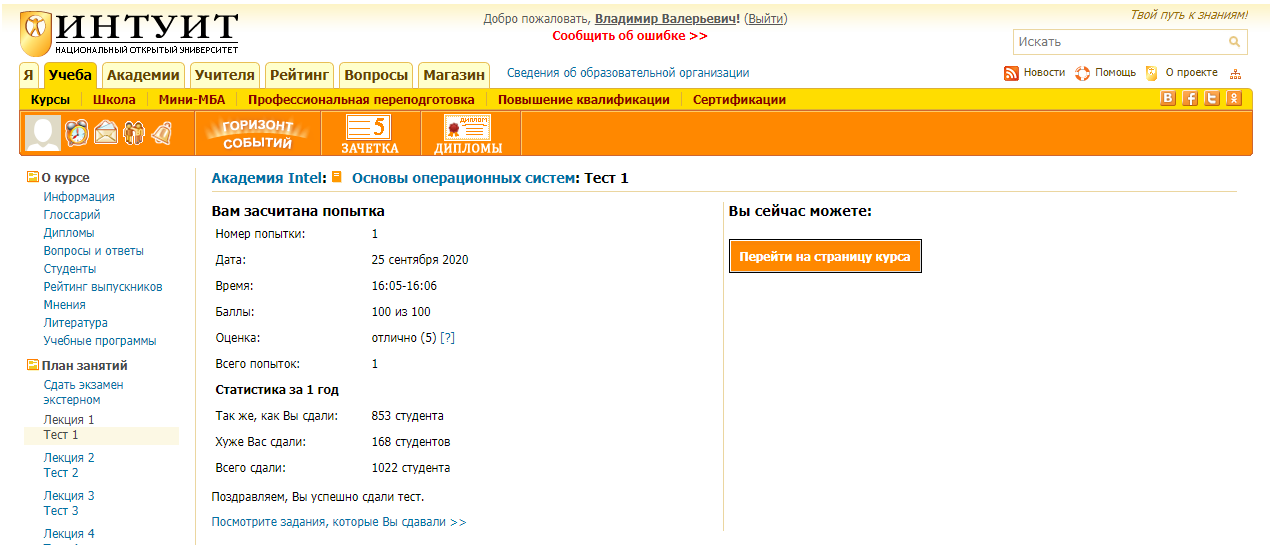 ИНТУИТ
НАЦИОНАЛЬНЫЙ ОТКРЫТЫЙ УНИВЕРСИТЕТ
Добро пожаловать, Владимир Валерьевич! (Выйти)
Сообщить об ошибке >>
Твой путь к знаниям!
Искать
Я Учеба Академии Учителя Рейтинг Вопросы Магазин Сведения об образовательной организации
Новости Помощь О проекте
Курсы Школа Мини-МБА Профессиональная переподготовка Повышение квалификации Сертификации
ГОРИЗОНТ
СОБЫТИЙ
5
ЗАЧЕТКА
ДИПЛОМ
ДИПЛОМЫ
О курсе
Информация
Глоссарий
Дипломы
Вопросы и ответы
Студенты
Рейтинг выпускников
Мнения
Литература
Учебные программы
План занятий
Сдать экзамен
экстерном
Лекция 1
Тест 1
Лекция 2
Тест 2
Лекция 3
Тест 3
Лекция 4
Академия Intel: Основы операционных систем: Тест 1
Вам засчитана попытка
Номер попытки: 1
Дата: 25 сентября 2020
Время: 16:05-16:06
Баллы: 100 из 100
Оценка: отлично (5) [?]
Всего попыток: 1
Статистика за 1 год
Так же, как Вы сдали: 853 студента
Хуже Вас сдали: 168 студентов
Всего сдали: 1022 студента
Поздравляем, Вы успешно сдали тест.
Посмотрите задания, которые Вы сдавали >>
Вы сейчас можете:
Перейти на страницу курса